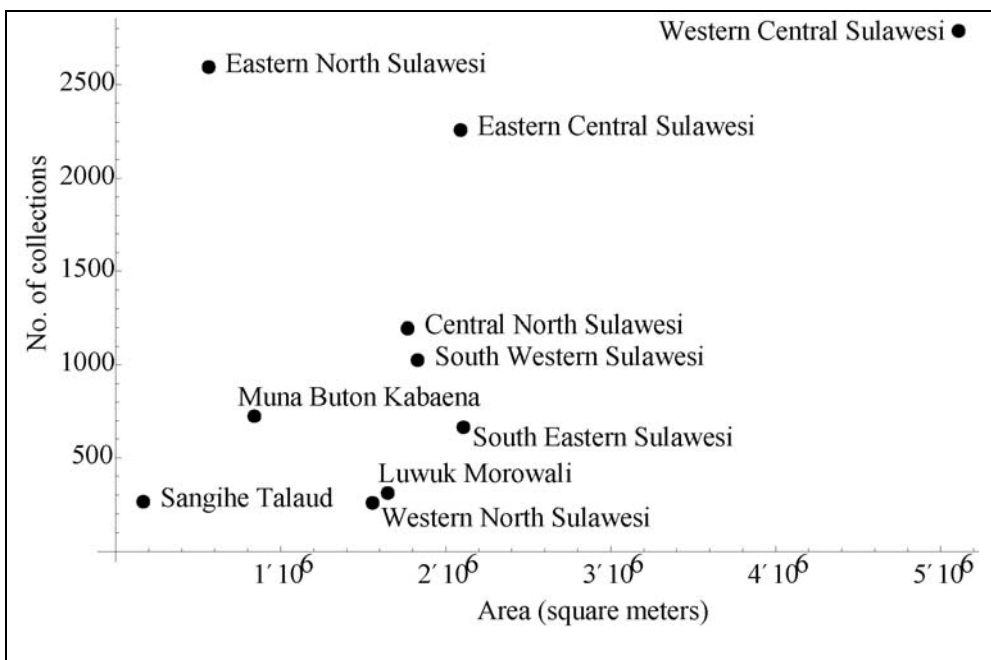 Western Central Sulawesi
Eastern North Sulawesi
2500
Eastern Central Sulawesi
2000
No. of collections
1500
Central North Sulawesi
South Western Sulawesi
1000
Muna Buton Kabaena
South Eastern Sulawesi
500
Luwuk Morowali
Sangihe Talaud
Western North Sulawesi
1´10⁶ 2´10⁶ 3´10⁶ 4´10⁶ 5´10⁶
Area (square meters)